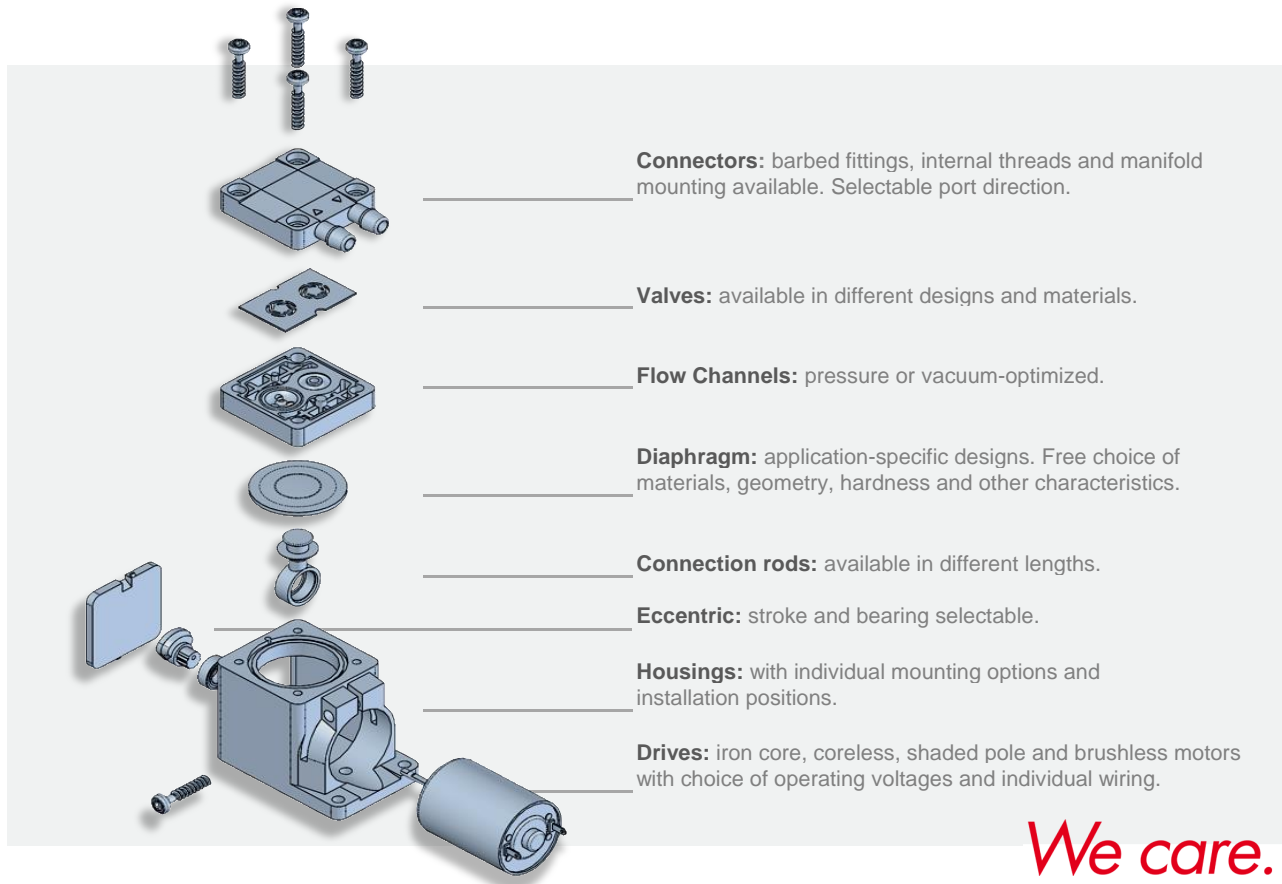 Connectors: barbed fittings, internal threads and manifold
mounting available. Selectable port direction.
Valves: available in different designs and materials.
Flow Channels: pressure or vacuum-optimized.
Diaphragm: application-specific designs. Free choice of
materials, geometry, hardness and other characteristics.
Connection rods: available in different lengths.
Eccentric: stroke and bearing selectable.
Housings: with individual mounting options and
installation positions.
Drives: iron core, coreless, shaded pole and brushless motors
with choice of operating voltages and individual wiring.
We care.